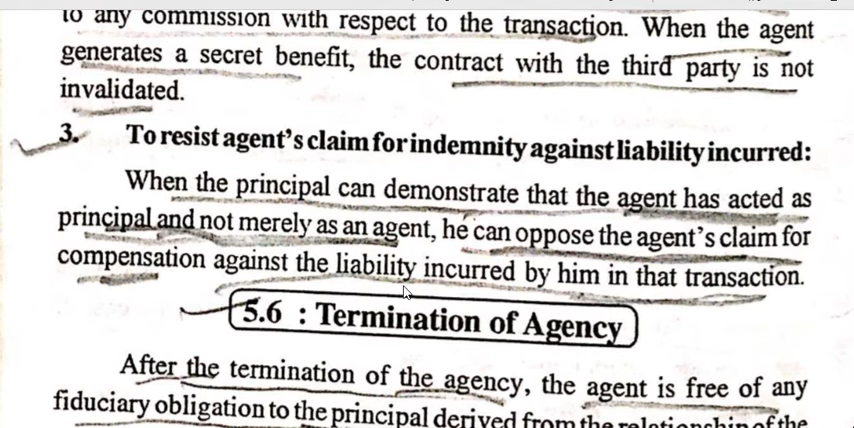 to any commission with respect to the transaction. When the agent
generates a secret benefit, the contract with the third party is not
invalidated.
3. To resist agent's claim for indemnity against liability incurred:
When the principal can demonstrate that the agent has acted as
principal and not merely as an agent, he can oppose the agent's claim for
compensation against the liability incurred by him in that transaction.
5.6 : Termination of Agency
After the termination of the agency, the agent is free of any
fiduciary obligation to the principal derived from the relationship of the